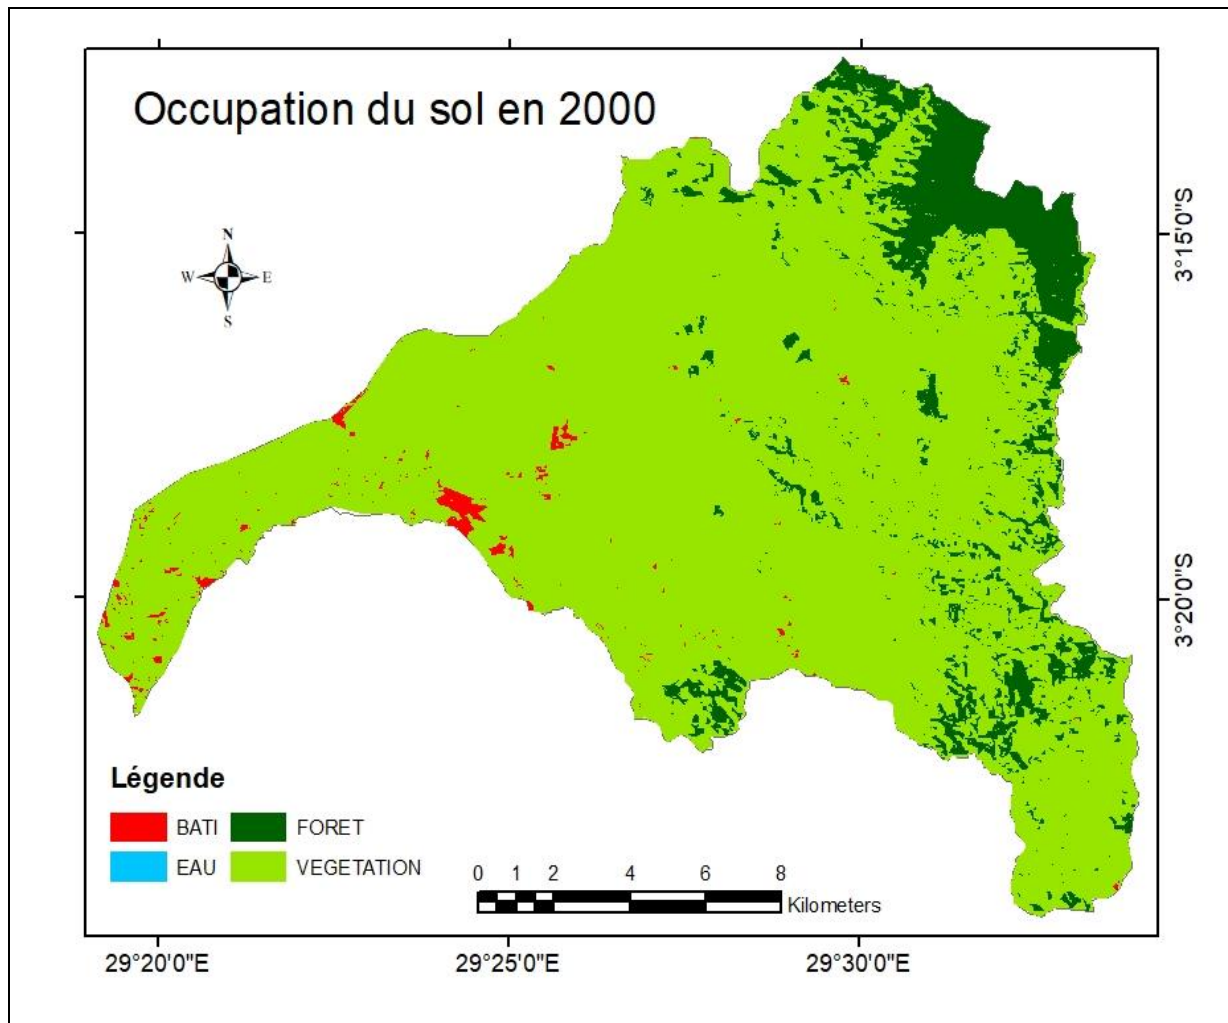 Occupation du sol en 2000
N
W E
S
3°15'0"S
3°20'0"S
Légende
BATI FORET
EAU VEGETATION
0 1 2 4 6 8
Kilometers
29°20'0"E 29°25'0"E 29°30'0"E